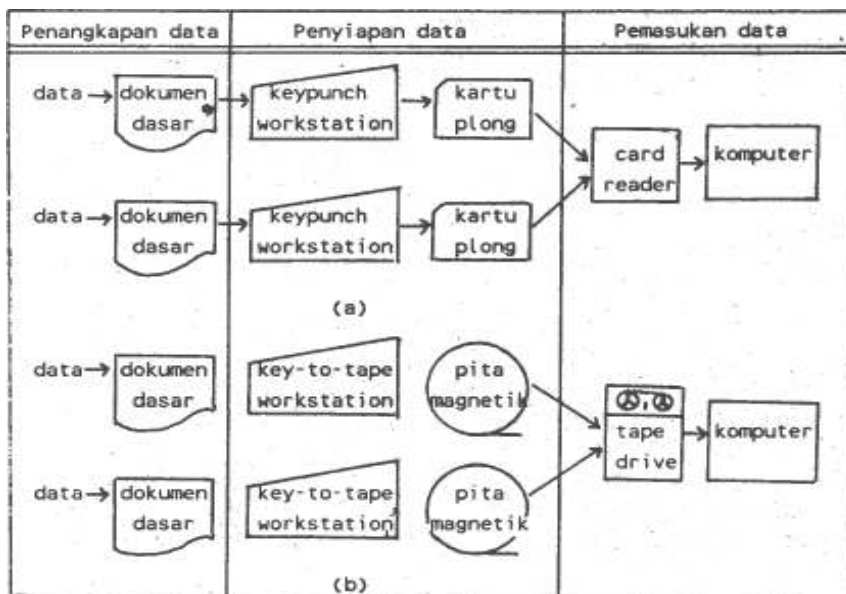 Penangkapan data Penyiapan data Pemasukan data
data dokumen keypunch kartu
dasar workstation plong
card komputer
reader
data dokumen keypunch kartu
dasar workstation plong
(a)
data dokumen key-to-tape pita
dasar workstation magnetik
tape komputer
drive
data dokumen key-to-tape pita
dasar workstation magnetik
(b)